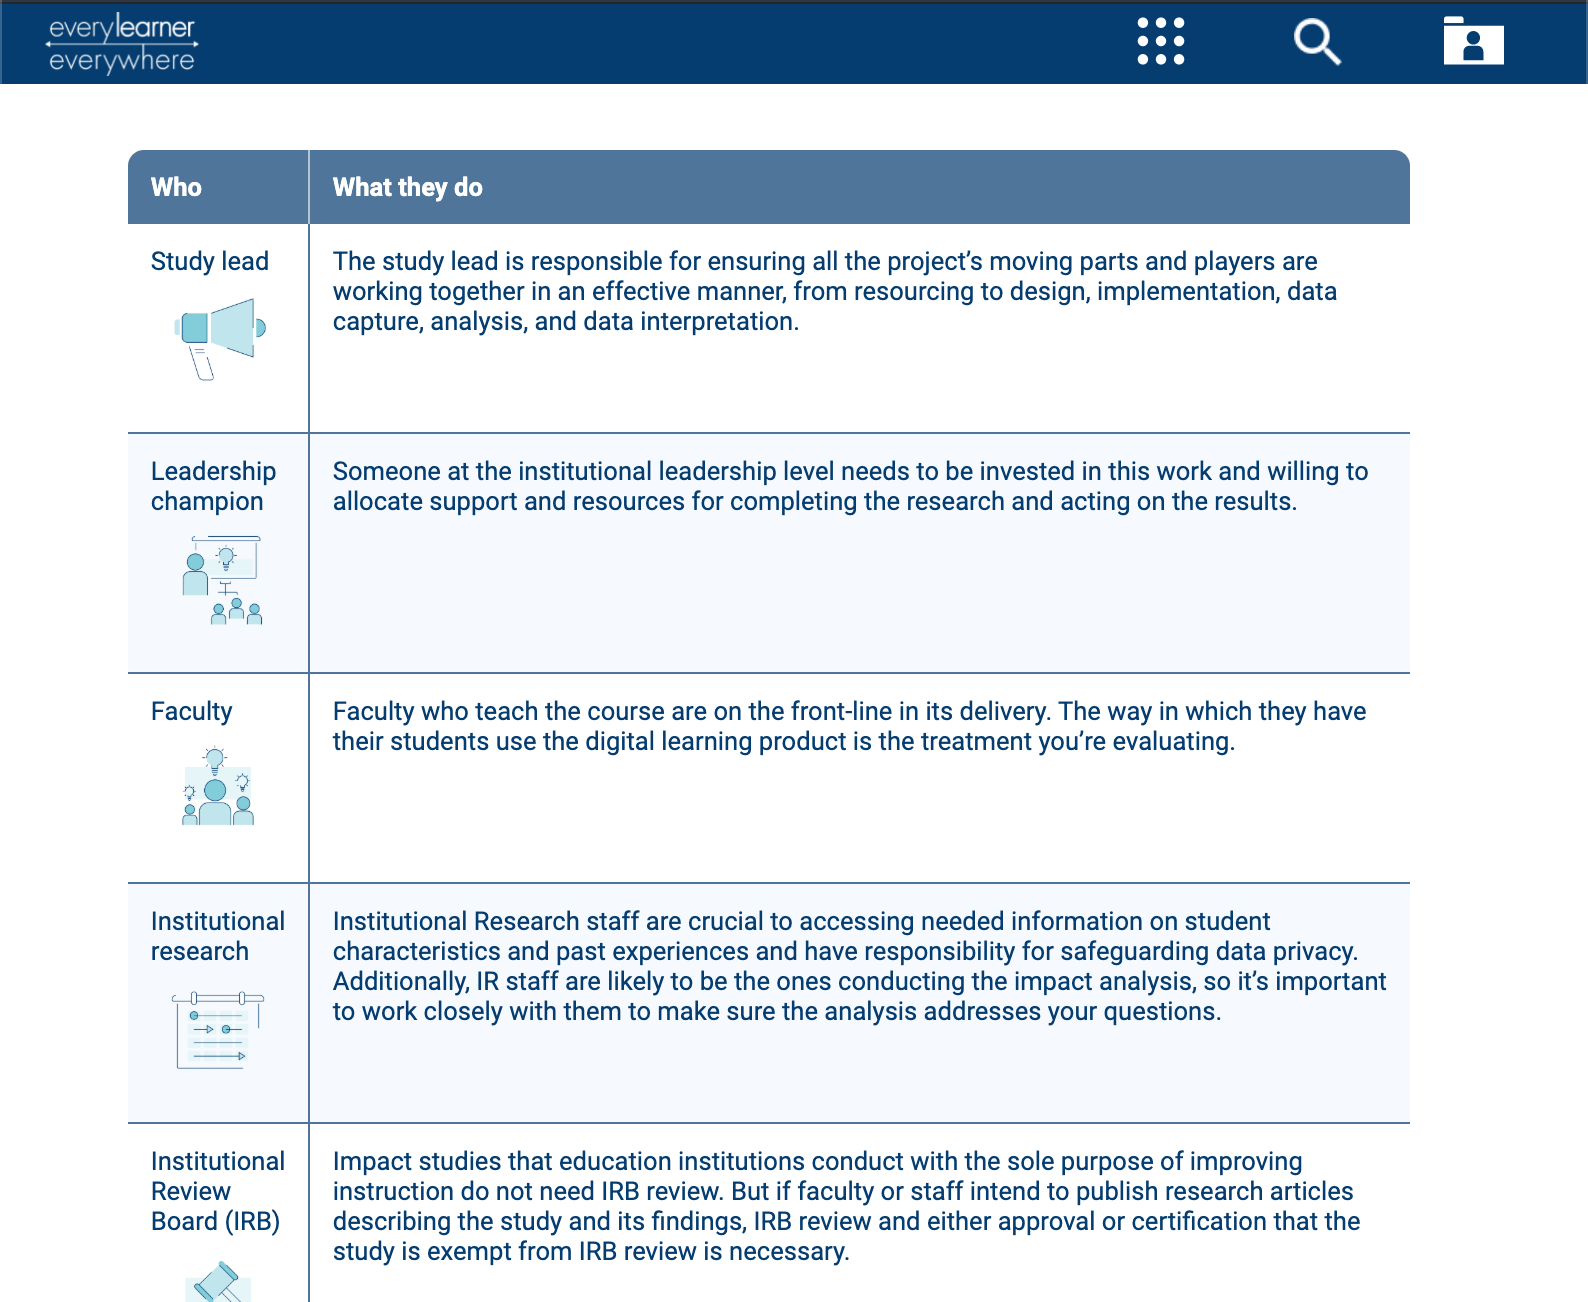 everylearner
everywhere
Who
What they do
Study lead
The study lead is responsible for ensuring all the project’s moving parts and players are
working together in an effective manner, from resourcing to design, implementation, data
capture, analysis, and data interpretation.
Leadership
champion
Someone at the institutional leadership level needs to be invested in this work and willing to
allocate support and resources for completing the research and acting on the results.
Faculty
Faculty who teach the course are on the front-line in its delivery. The way in which they have
their students use the digital learning product is the treatment you’re evaluating.
Institutional
research
Institutional Research staff are crucial to accessing needed information on student
characteristics and past experiences and have responsibility for safeguarding data privacy.
Additionally, IR staff are likely to be the ones conducting the impact analysis, so it’s important
to work closely with them to make sure the analysis addresses your questions.
Institutional
Review
Board (IRB)
Impact studies that education institutions conduct with the sole purpose of improving
instruction do not need IRB review. But if faculty or staff intend to publish research articles
describing the study and its findings, IRB review and either approval or certification that the
study is exempt from IRB review is necessary.